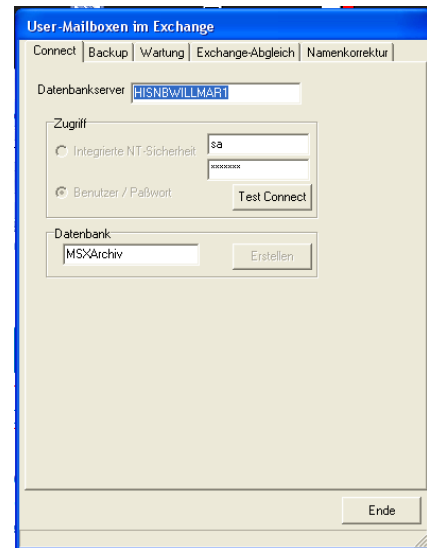 User-Mailboxen im Exchange
Connect Backup Wartung Exchange-Abgleich Namenkorrektur
Datenbankserver HISNBWILLMAR1
Zugriff
Integrierte NT-Sicherheit sa
xxxxxxx
Benutzer / Paßwort Test Connect
Datenbank
MSXArchiv Erstellen
Ende